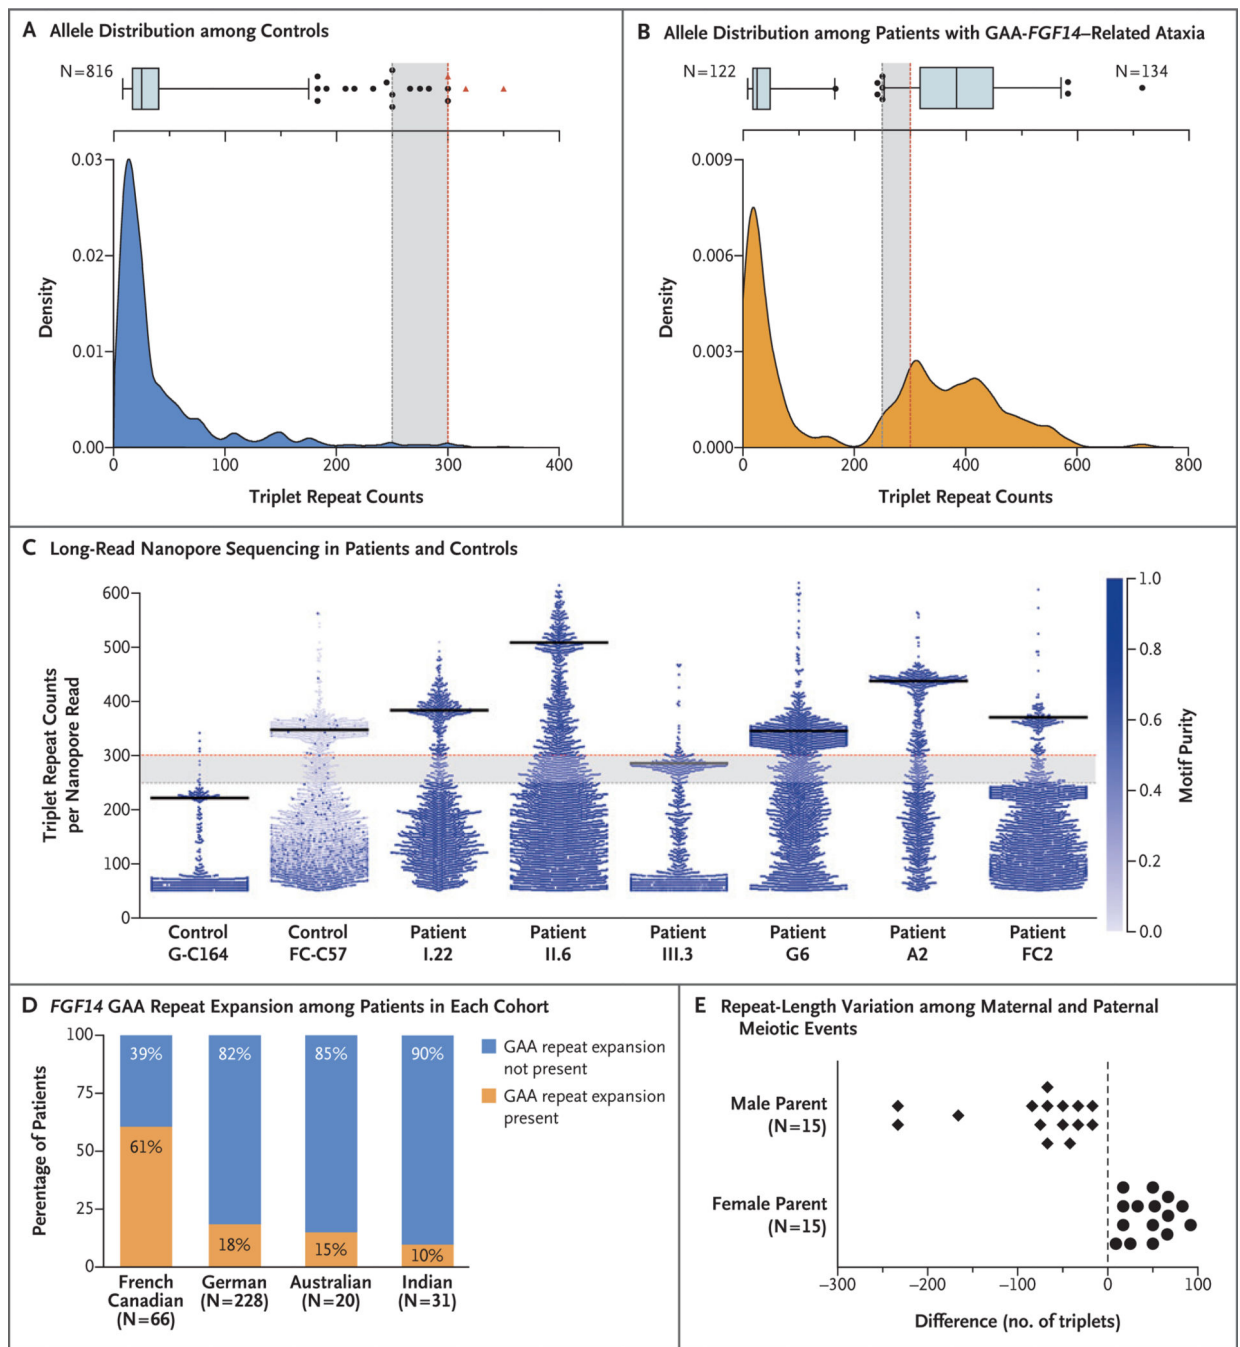 A Allele Distribution among Controls
N=816
0.03
0.02
0.01
0.00
Density
0 100 200 300 400
Triplet Repeat Counts
B Allele Distribution among Patients with GAA-FGF14–Related Ataxia
N=122
N=134
0.009
0.006
0.003
0.000
Density
0 200 400 600 800
Triplet Repeat Counts
C Long-Read Nanopore Sequencing in Patients and Controls
Triplet Repeat Counts
per Nanopore Read
600
500
400
300
200
100
0
Control
G-C164
Control
FC-C57
Patient
I.22
Patient
II.6
Patient
III.3
Patient
G6
Patient
A2
Patient
FC2
1.0
0.8
0.6
0.4
0.2
0.0
Motif Purity
D FGF14 GAA Repeat Expansion among Patients in Each Cohort
Perentage of Patients
100
75
50
25
0
39%
61%
82%
18%
85%
15%
90%
10%
French
Canadian
(N=66)
German
(N=228)
Australian
(N=20)
Indian
(N=31)
GAA repeat expansion
not present
GAA repeat expansion
present
E Repeat-Length Variation among Maternal and Paternal
Meiotic Events
Male Parent
(N=15)
Female Parent
(N=15)
−300 −200 −100 0 100
Difference (no. of triplets)